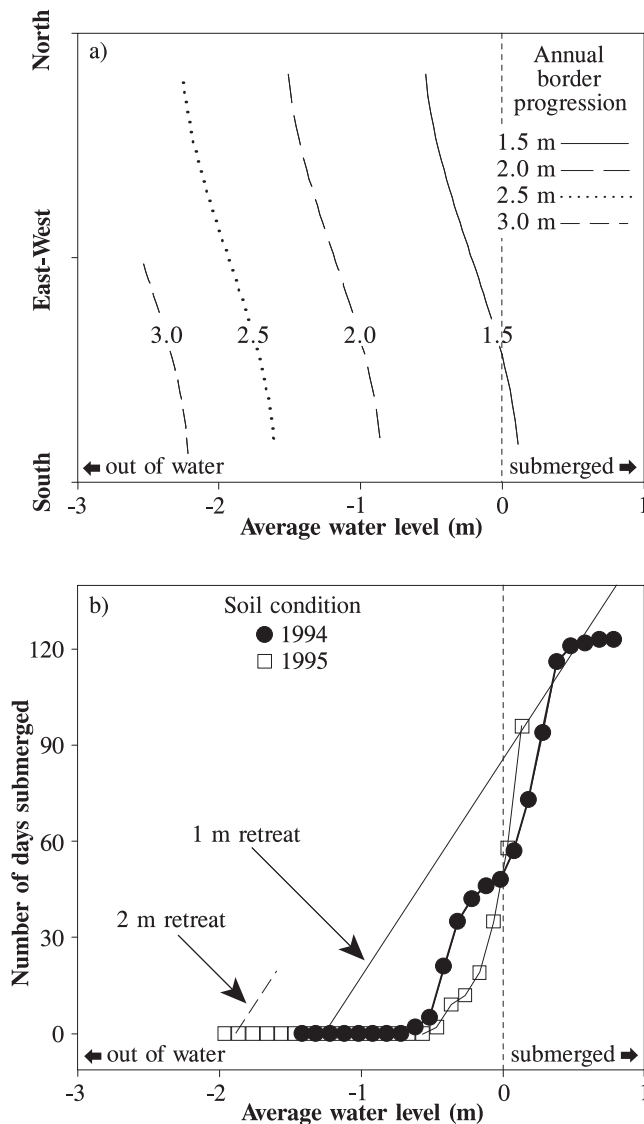 a)
North
East-West
South
Annual
border
progression
1.5 m
2.0 m
2.5 m
3.0 m
3.0
2.5
2.0
1.5
out of water
submerged
-3
-2
-1
0
1
Average water level (m)
b)
Soil condition
1994
1995
120
90
60
30
0
Number of days submerged
1 m retreat
2 m retreat
out of water
submerged
-3
-2
-1
0
1
Average water level (m)